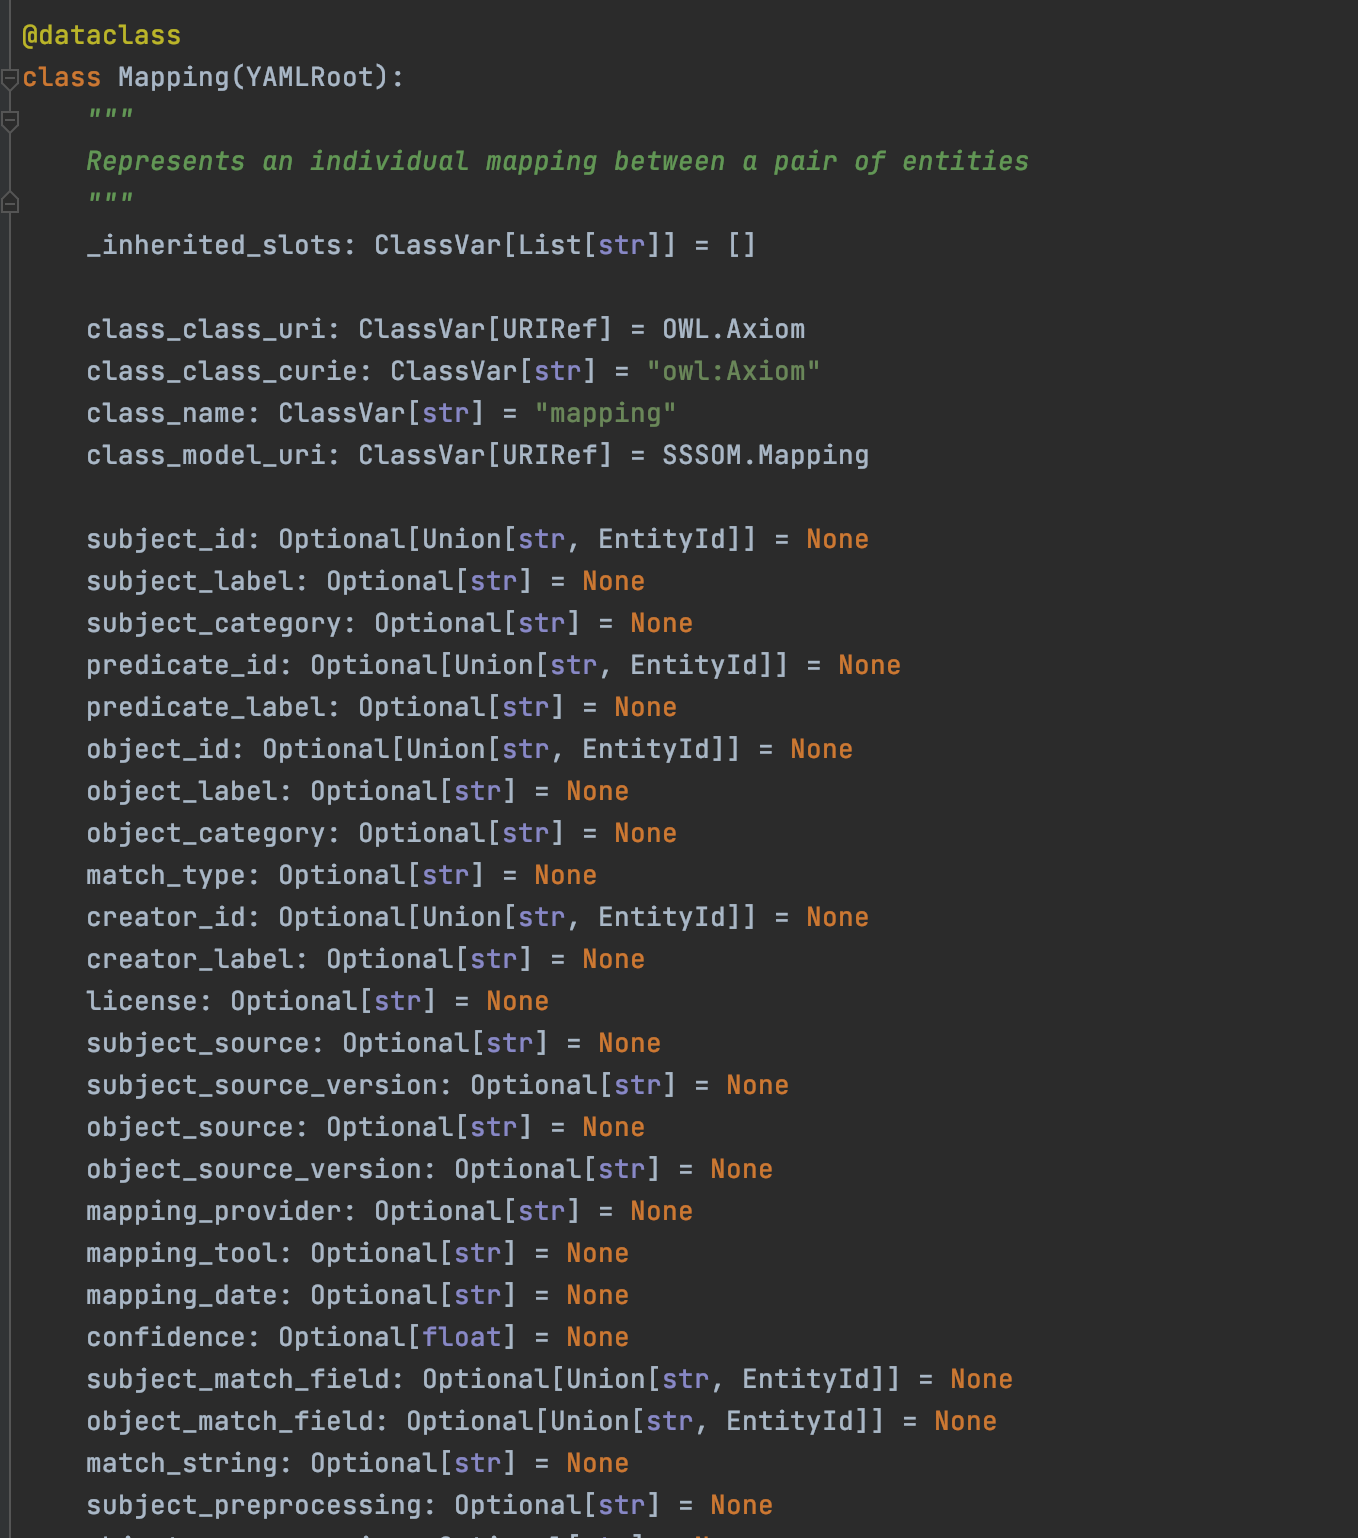 @dataclass
class Mapping(YAMLRoot):
    """
    Represents an individual mapping between a pair of entities
    """
    _inherited_slots: ClassVar[List[str]] = []

    class_class_uri: ClassVar[URIRef] = OWL.Axiom
    class_class_curie: ClassVar[str] = "owl:Axiom"
    class_name: ClassVar[str] = "mapping"
    class_model_uri: ClassVar[URIRef] = SSSOM.Mapping

    subject_id: Optional[Union[str, EntityId]] = None
    subject_label: Optional[str] = None
    subject_category: Optional[str] = None
    predicate_id: Optional[Union[str, EntityId]] = None
    predicate_label: Optional[str] = None
    object_id: Optional[Union[str, EntityId]] = None
    object_label: Optional[str] = None
    object_category: Optional[str] = None
    match_type: Optional[str] = None
    creator_id: Optional[Union[str, EntityId]] = None
    creator_label: Optional[str] = None
    license: Optional[str] = None
    subject_source: Optional[str] = None
    subject_source_version: Optional[str] = None
    object_source: Optional[str] = None
    object_source_version: Optional[str] = None
    mapping_provider: Optional[str] = None
    mapping_tool: Optional[str] = None
    mapping_date: Optional[str] = None
    confidence: Optional[float] = None
    subject_match_field: Optional[Union[str, EntityId]] = None
    object_match_field: Optional[Union[str, EntityId]] = None
    match_string: Optional[str] = None
    subject_preprocessing: Optional[str] = None